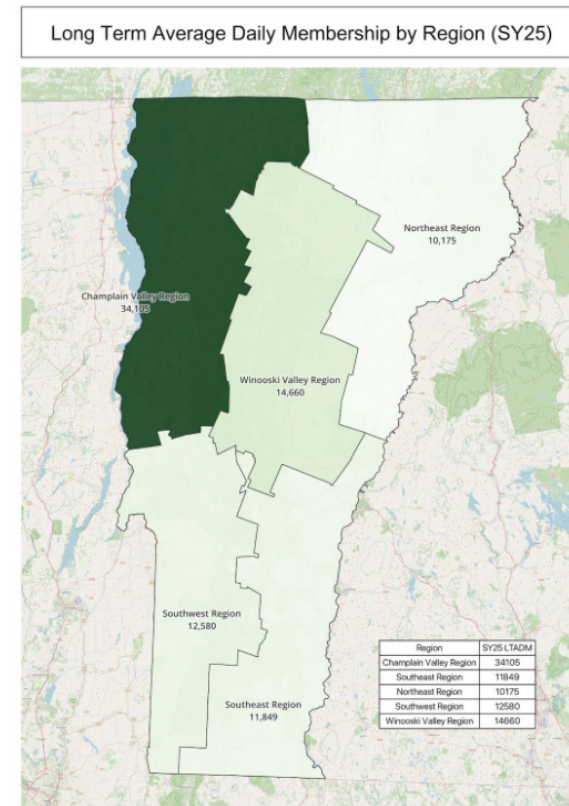 Long Term Average Daily Membership by Region (SY25)
Northeast Region
10,175
Champlain Valley Region
34,105
Winooski Valley Region
14,660
Southwest Region
12,580
Southeast Region
11,849
Region SY25 LTADM
Champlain Valley Region 34105
Southeast Region 11849
Northeast Region 10175
Southwest Region 12580
Winooski Valley Region 14660